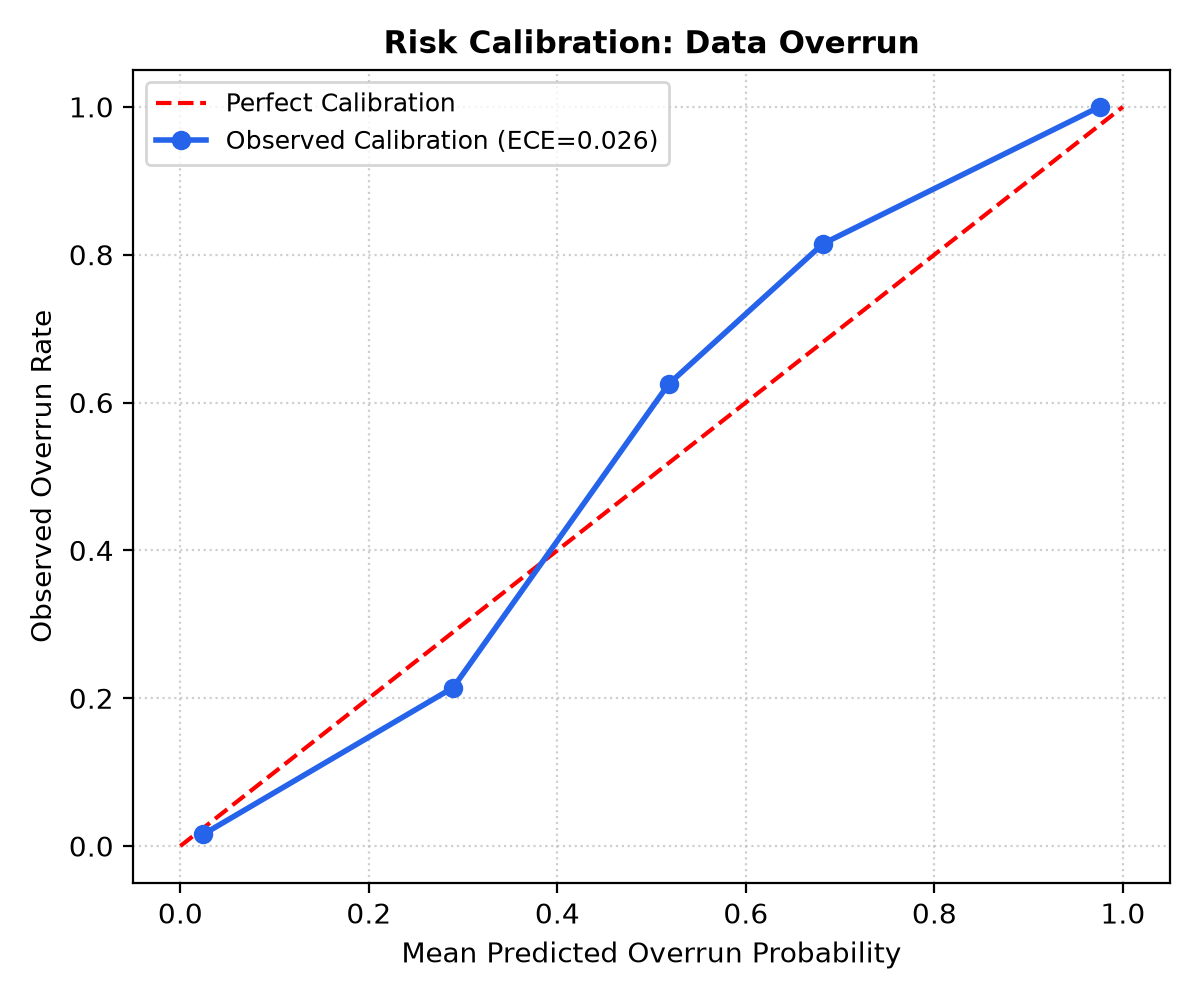 Risk Calibration: Data Overrun
Perfect Calibration
Observed Calibration (ECE=0.026)
1.0
0.8
0.6
0.4
0.2
0.0
Observed Overrun Rate
0.0 0.2 0.4 0.6 0.8 1.0
Mean Predicted Overrun Probability